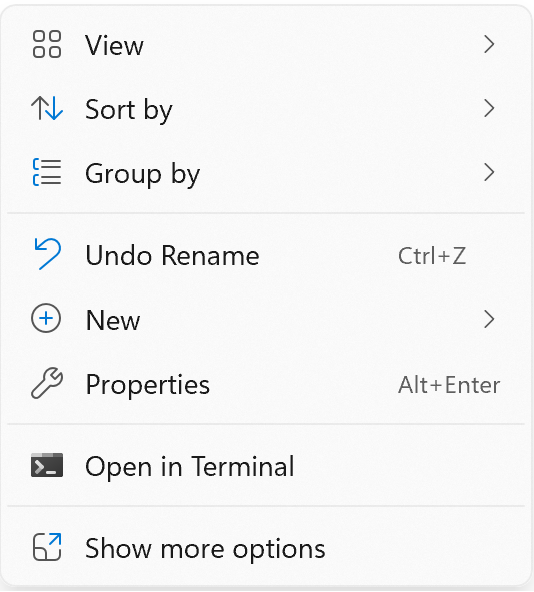 View
Sort by
Group by
Undo Rename Ctrl+Z
New
Properties Alt+Enter
Open in Terminal
Show more options